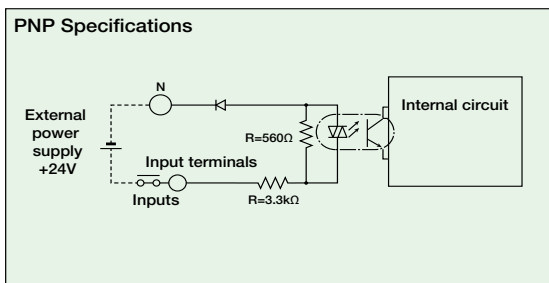 PNP Specifications
N
External
power
supply
+24V
Internal circuit
R=560Ω
Input terminals
Inputs
R=3.3kΩ